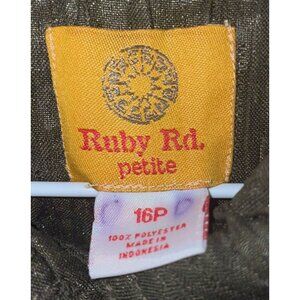 Ruby Rd.
petite
16P
100% POLYESTER
MADE IN
INDONESIA